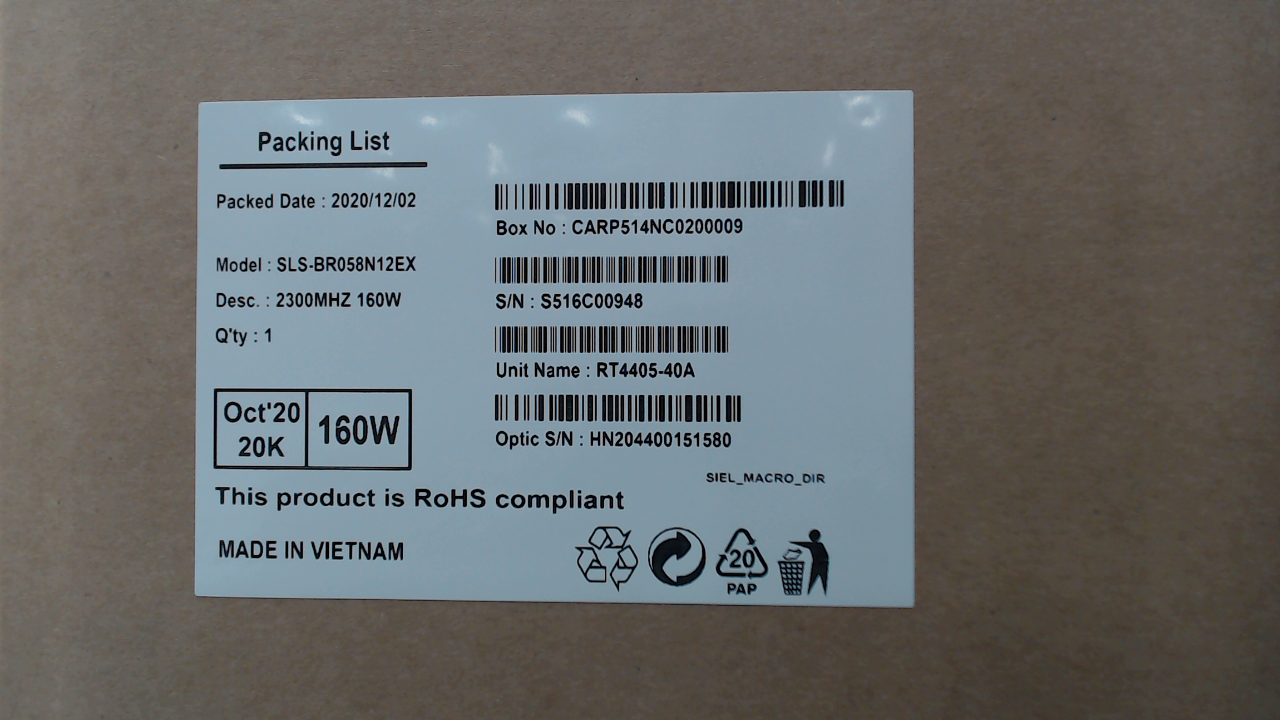 Packing List
Packed Date : 2020/12/02
Model : SLS-BR058N12EX
Desc. : 2300MHZ 160W
Q'ty : 1
Oct'20
20K
160W
Box No : CARP514NC0200009
S/N : S516C00948
Unit Name : RT4405-40A
Optic S/N : HN204400151580
SIEL_MACRO_DIR
This product is RoHS compliant
MADE IN VIETNAM
20
PAP